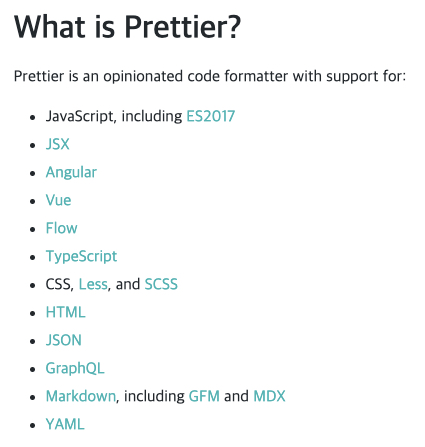 What is Prettier?
Prettier is an opinionated code formatter with support for:
• JavaScript, including ES2017
• JSX
• Angular
• Vue
• Flow
• TypeScript
• CSS, Less, and SCSS
• HTML
• JSON
• GraphQL
• Markdown, including GFM and MDX
• YAML